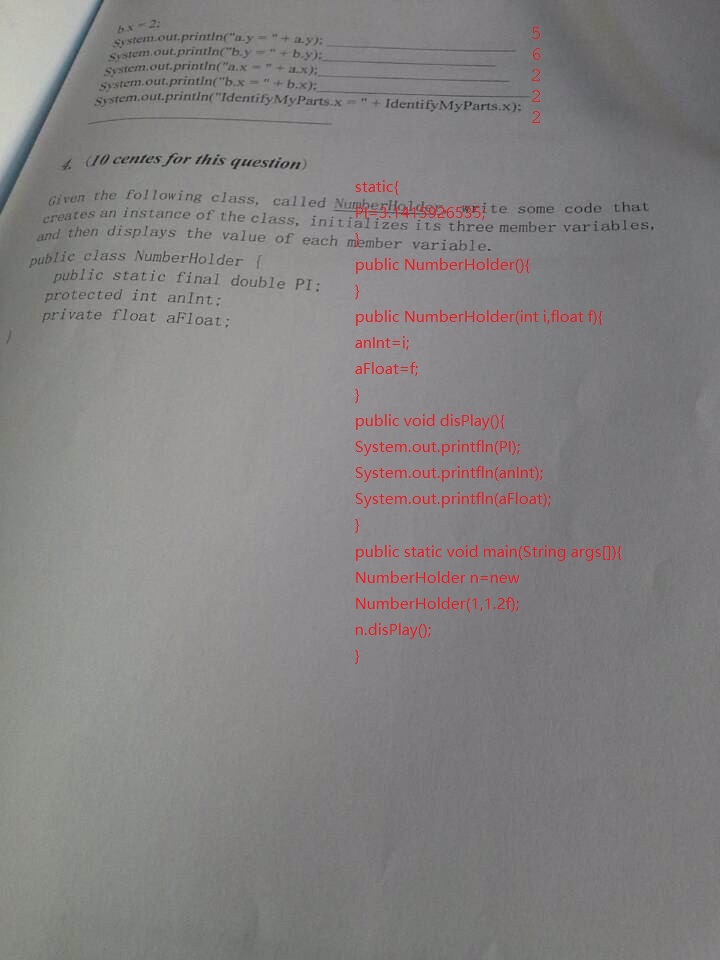 b.x = 2;
System.out.println("a.y = " + a.y); 5
System.out.println("b.y = " + b.y); 6
System.out.println("a.x = " + a.x); 2
System.out.println("b.x = " + b.x); 2
System.out.println("IdentifyMyParts.x = " + IdentifyMyParts.x); 2
4. (10 centes for this question)
Given the following class, called NumberHolder, write some code that
creates an instance of the class, initializes its three member variables,
and then displays the value of each member variable.
public class NumberHolder {
public static final double PI;
protected int anInt;
private float aFloat;
}
static{
PI=3.1415926535;
}
public NumberHolder(){
}
public NumberHolder(int i,float f){
anInt=i;
aFloat=f;
}
public void disPlay(){
System.out.printfln(PI);
System.out.printfln(anInt);
System.out.printfln(aFloat);
}
public static void main(String args[]){
NumberHolder n=new
NumberHolder(1,1.2f);
n.disPlay();
}